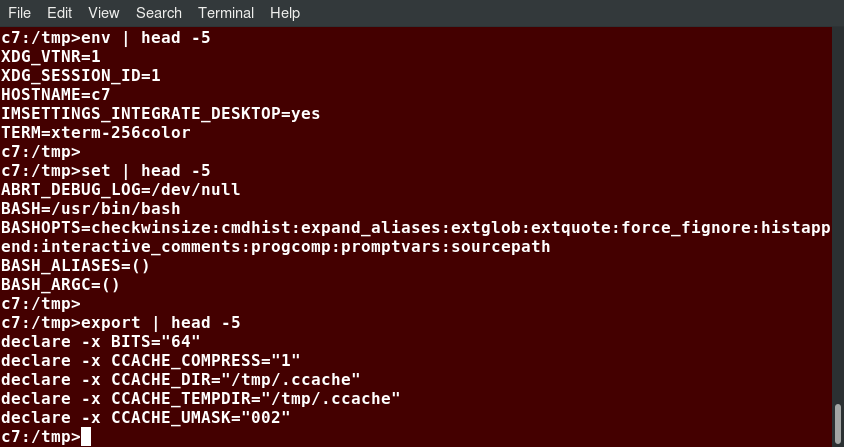 File Edit View Search Terminal Help
c7:/tmp>env | head -5
XDG_VTNR=1
XDG_SESSION_ID=1
HOSTNAME=c7
IMSETTINGS_INTEGRATE_DESKTOP=yes
TERM=xterm-256color
c7:/tmp>
c7:/tmp>set | head -5
ABRT_DEBUG_LOG=/dev/null
BASH=/usr/bin/bash
BASHOPTS=checkwinsize:cmdhist:expand_aliases:extglob:extquote:force_fignore:histapp
end:interactive_comments:progcomp:promptvars:sourcepath
BASH_ALIASES=()
BASH_ARGC=()
c7:/tmp>
c7:/tmp>export | head -5
declare -x BITS="64"
declare -x CCACHE_COMPRESS="1"
declare -x CCACHE_DIR="/tmp/.ccache"
declare -x CCACHE_TEMPDIR="/tmp/.ccache"
declare -x CCACHE_UMASK="002"
c7:/tmp>